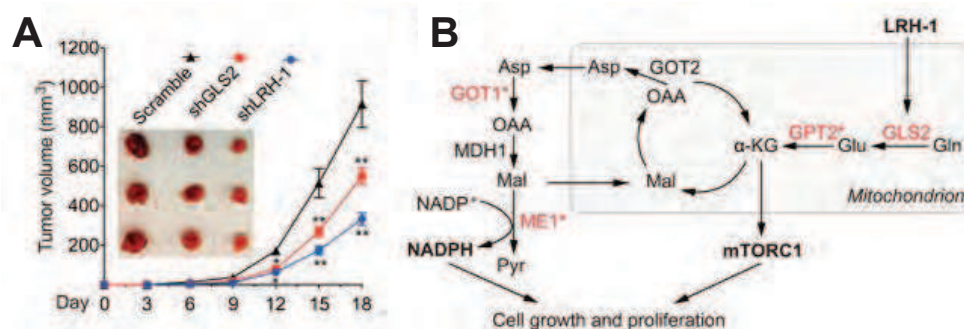 A
Tumor volume (mm³)
1200
1000
800
600
400
200
Scramble
shGLS2
shLRH-1
**
**
**
**
*
*
Day 0 3 6 9 12 15 18
B
LRH-1
Asp
Asp
GOT2
GOT1*
OAA
OAA
MDH1
α-KG
GPT2*
Glu
GLS2
Gln
Mal
Mal
Mitochondrion
NADP+
ME1*
NADPH
Pyr
mTORC1
Cell growth and proliferation